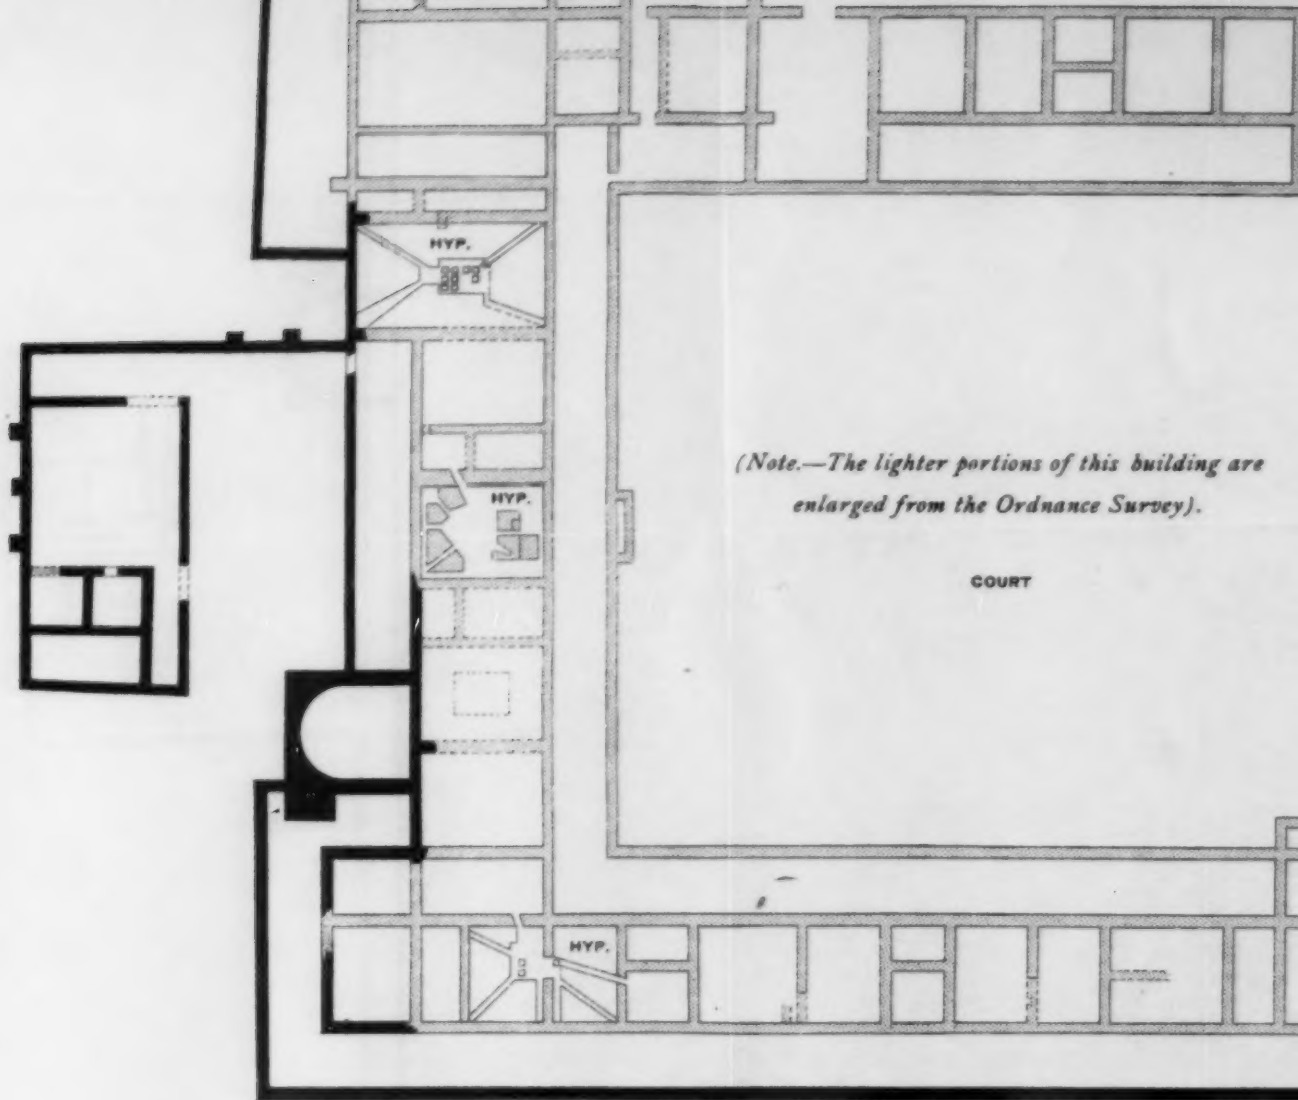 HYP.
(Note.—The lighter portions of this building are
enlarged from the Ordnance Survey).
HYP.
COURT
HYP.